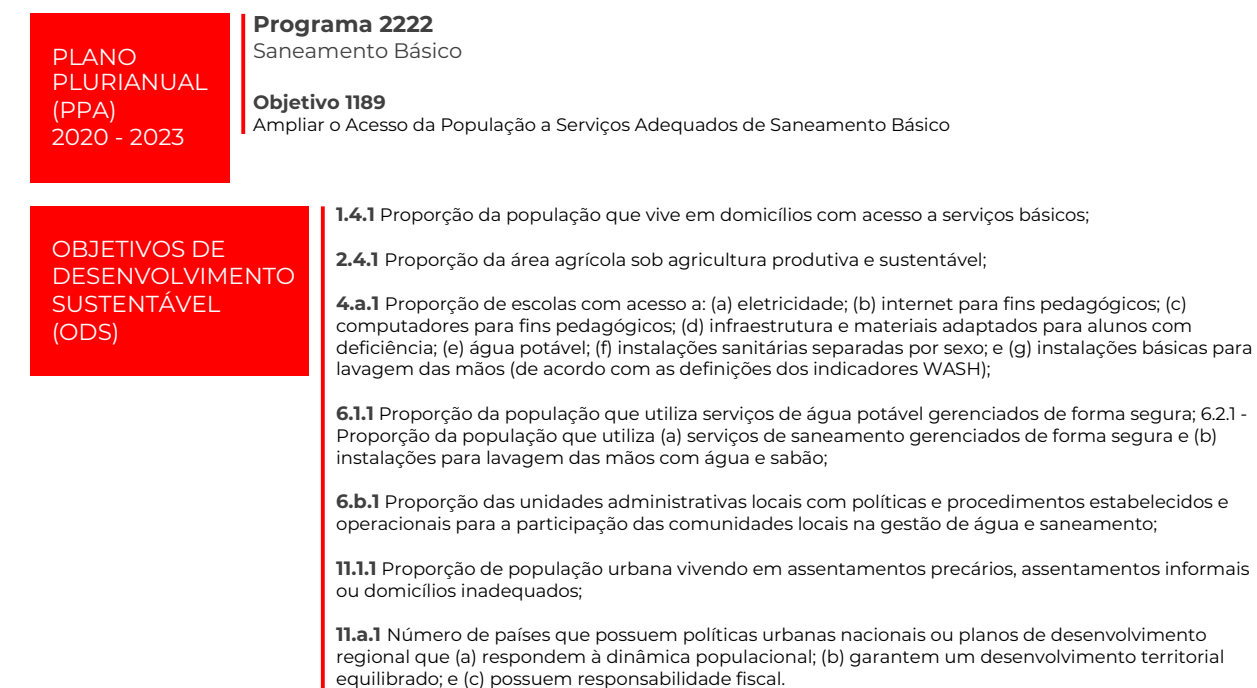 PLANO
PLURIANUAL
(PPA)
2020 - 2023
Programa 2222
Saneamento Básico
Objetivo 1189
Ampliar o Acesso da População a Serviços Adequados de Saneamento Básico
OBJETIVOS DE
DESENVOLVIMENTO
SUSTENTÁVEL
(ODS)
1.4.1 Proporção da população que vive em domicílios com acesso a serviços básicos;
2.4.1 Proporção da área agrícola sob agricultura produtiva e sustentável;
4.a.1 Proporção de escolas com acesso a: (a) eletricidade; (b) internet para fins pedagógicos; (c)
computadores para fins pedagógicos; (d) infraestrutura e materiais adaptados para alunos com
deficiência; (e) água potável; (f) instalações sanitárias separadas por sexo; e (g) instalações básicas para
lavagem das mãos (de acordo com as definições dos indicadores WASH);
6.1.1 Proporção da população que utiliza serviços de água potável gerenciados de forma segura; 6.2.1 -
Proporção da população que utiliza (a) serviços de saneamento gerenciados de forma segura e (b)
instalações para lavagem das mãos com água e sabão;
6.b.1 Proporção das unidades administrativas locais com políticas e procedimentos estabelecidos e
operacionais para a participação das comunidades locais na gestão de água e saneamento;
11.1.1 Proporção de população urbana vivendo em assentamentos precários, assentamentos informais
ou domicílios inadequados;
11.a.1 Número de países que possuem políticas urbanas nacionais ou planos de desenvolvimento
regional que (a) respondem à dinâmica populacional; (b) garantem um desenvolvimento territorial
equilibrado; e (c) possuem responsabilidade fiscal.